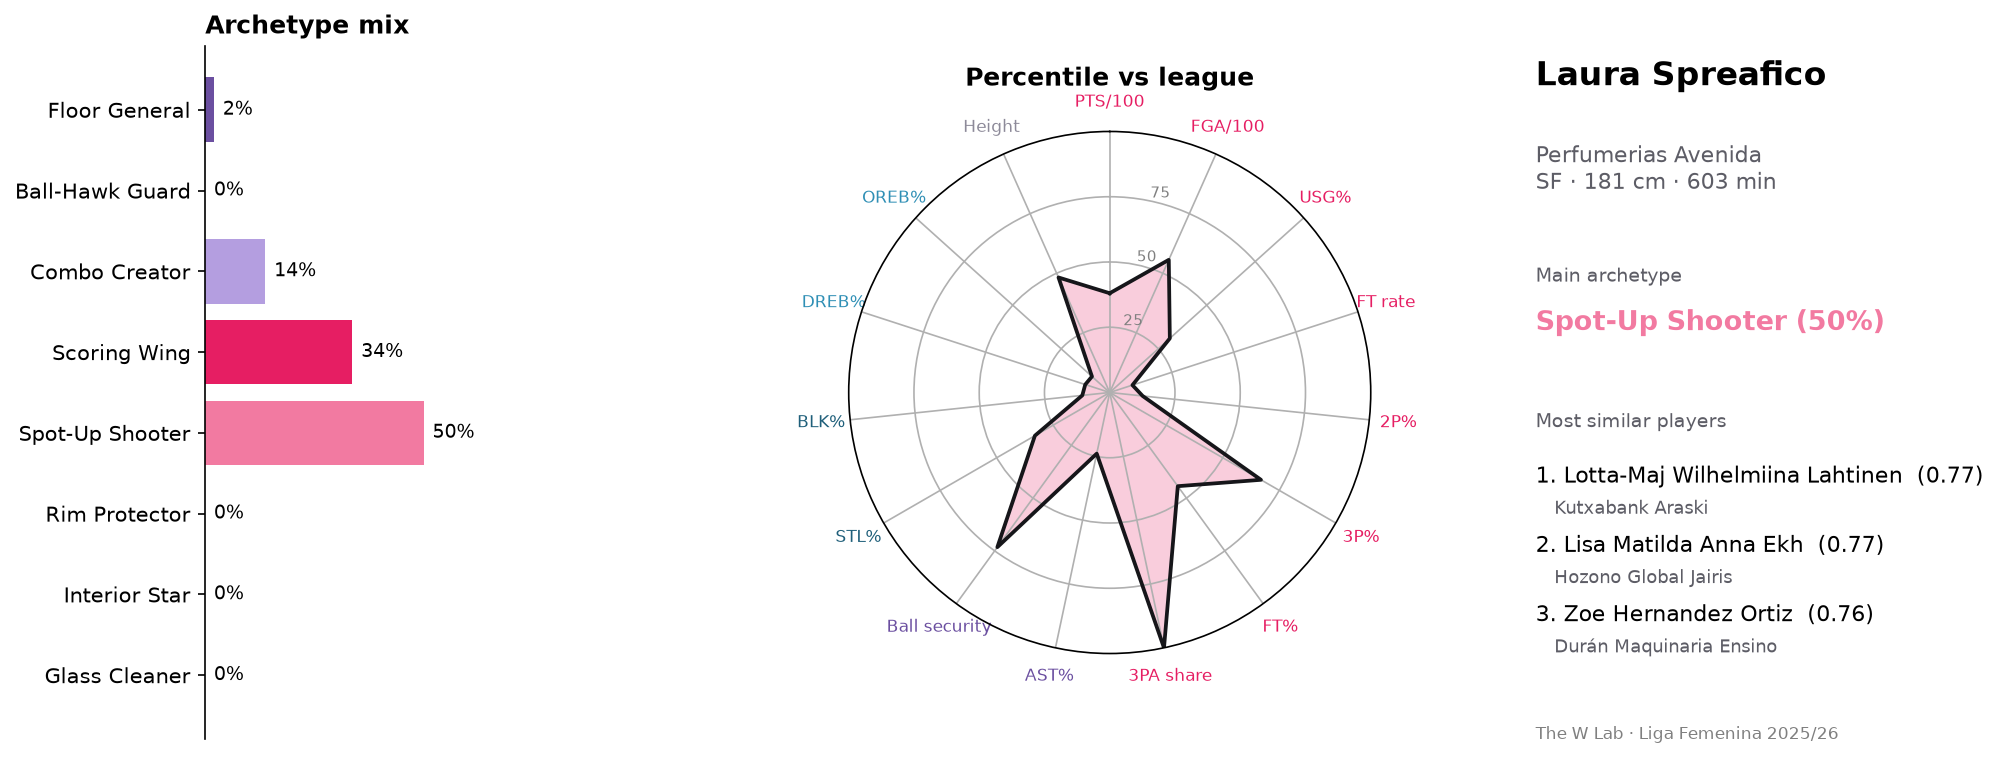 Archetype mix
Floor General
2%
Ball-Hawk Guard
0%
Combo Creator
14%
Scoring Wing
34%
Spot-Up Shooter
50%
Rim Protector
0%
Interior Star
0%
Glass Cleaner
0%
Percentile vs league
PTS/100
FGA/100
USG%
FT rate
2P%
3P%
FT%
3PA share
AST%
Ball security
STL%
BLK%
DREB%
OREB%
Height
75
50
25
Laura Spreafico
Perfumerias Avenida
SF · 181 cm · 603 min
Main archetype
Spot-Up Shooter (50%)
Most similar players
1. Lotta-Maj Wilhelmiina Lahtinen (0.77)
Kutxabank Araski
2. Lisa Matilda Anna Ekh (0.77)
Hozono Global Jairis
3. Zoe Hernandez Ortiz (0.76)
Durán Maquinaria Ensino
The W Lab · Liga Femenina 2025/26